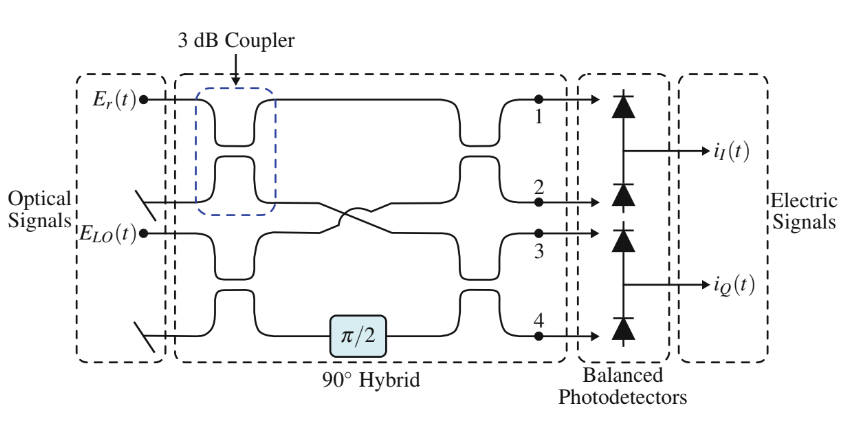 3 dB Coupler
E_r(t)
1
i_I(t)
2
Optical
Signals
Electric
Signals
E_LO(t)
3
i_Q(t)
4
π/2
90° Hybrid
Balanced
Photodetectors